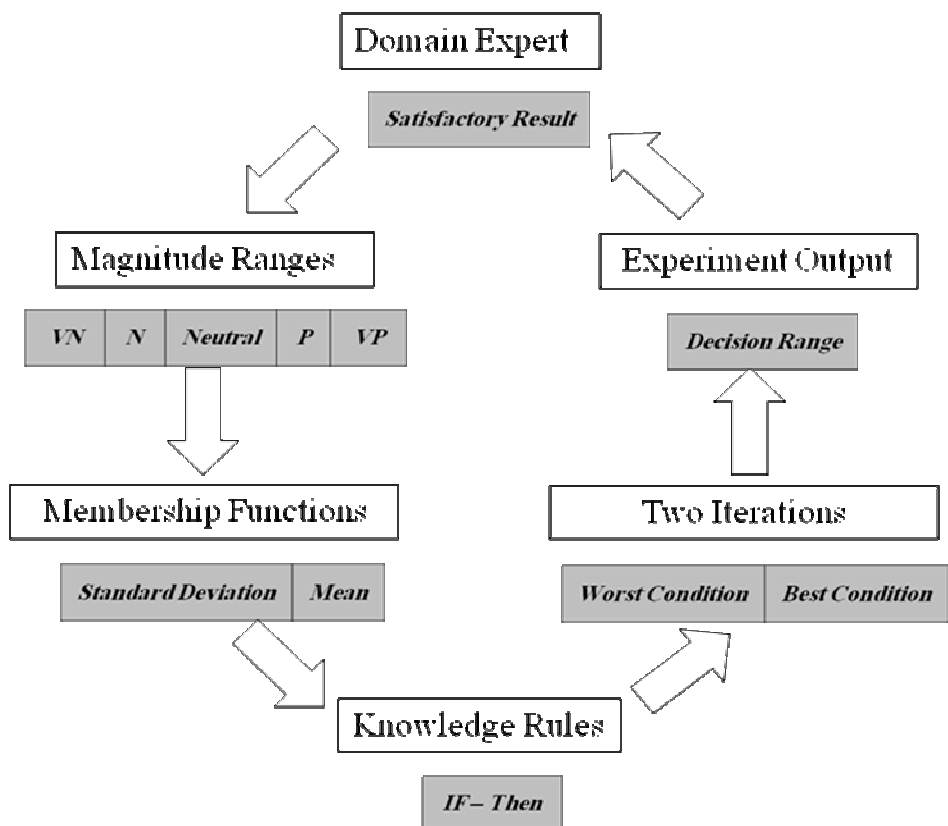 Domain Expert
Satisfactory Result
Magnitude Ranges
VN N Neutral P VP
Membership Functions
Standard Deviation Mean
Knowledge Rules
IF – Then
Two Iterations
Worst Condition Best Condition
Experiment Output
Decision Range